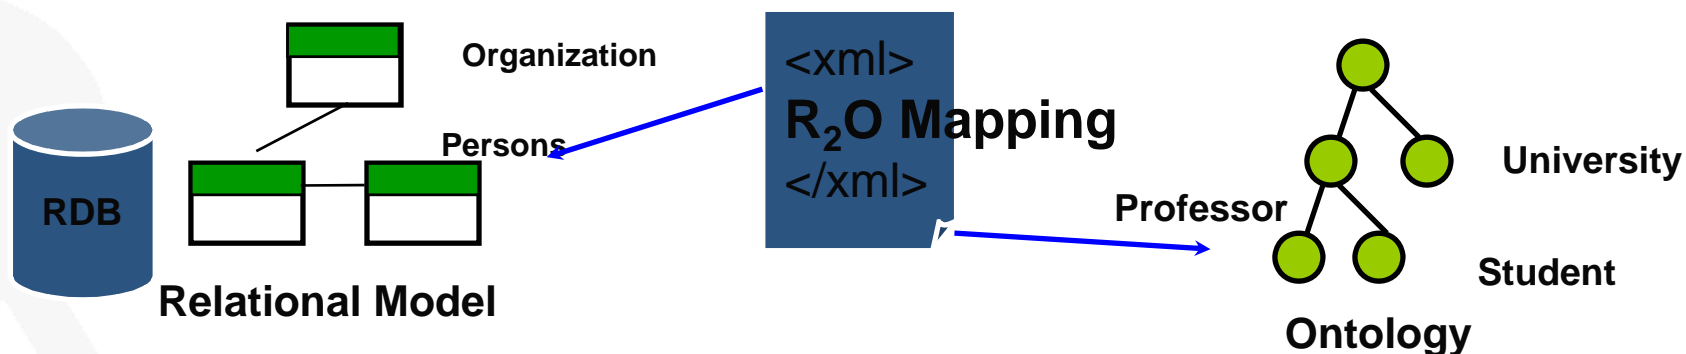 Organization
Persons
RDB
Relational Model
<xml>
R₂O Mapping
</xml>
University
Professor
Student
Ontology